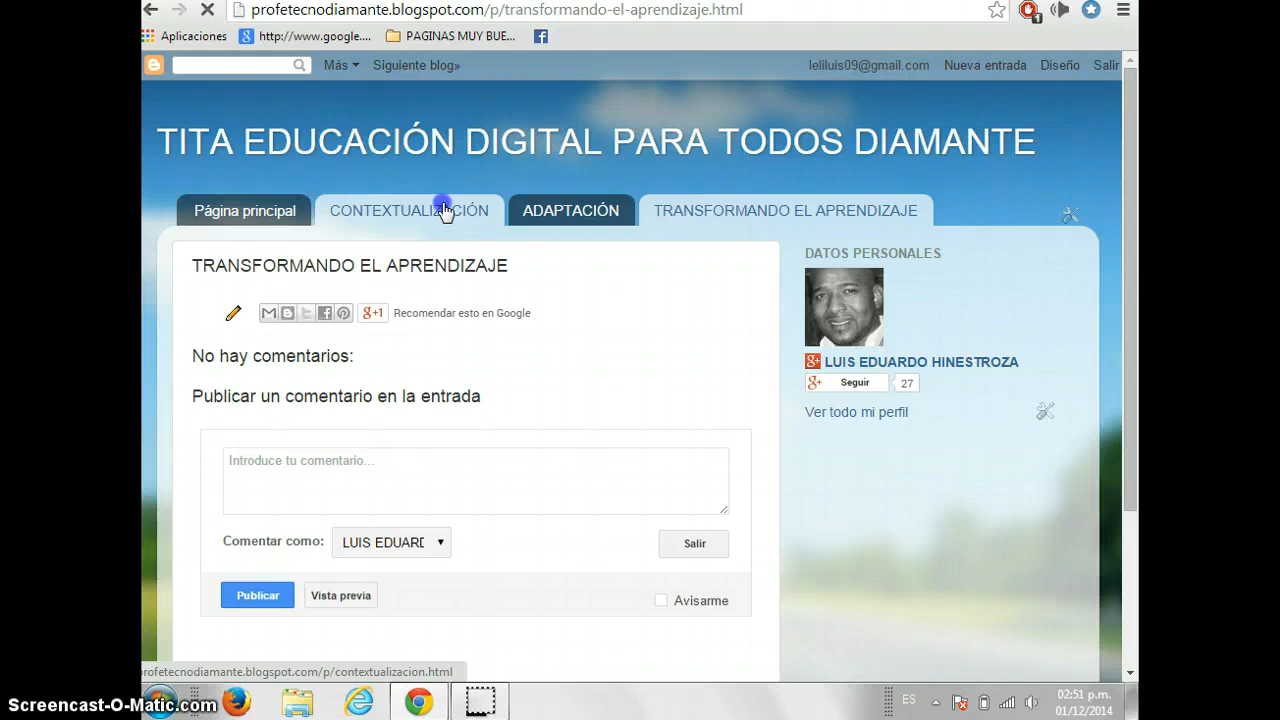 profetecnodiamante.blogspot.com/p/transformando-el-aprendizaje.html
1
Aplicaciones
http://www.google....
PAGINAS MUY BUE...
Más
Siguiente blog»
leliluis09@gmail.com
Nueva entrada
Diseño
Salir
TITA EDUCACIÓN DIGITAL PARA TODOS DIAMANTE
Página principal
CONTEXTUALIZACIÓN
ADAPTACIÓN
TRANSFORMANDO EL APRENDIZAJE
TRANSFORMANDO EL APRENDIZAJE
g+1
Recomendar esto en Google
No hay comentarios:
Publicar un comentario en la entrada
Introduce tu comentario...
Comentar como:
LUIS EDUARD
Salir
Publicar
Vista previa
Avisarme
DATOS PERSONALES
LUIS EDUARDO HINESTROZA
Seguir
27
Ver todo mi perfil
profetecnodiamante.blogspot.com/p/contextualizacion.html
Screencast-O-Matic.com
ES
02:51 p.m.
01/12/2014